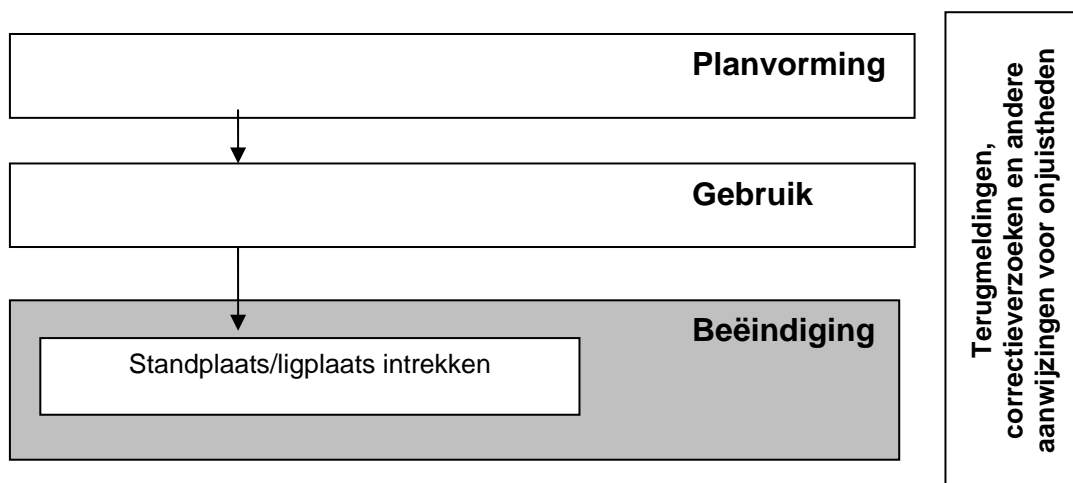 Planvorming
Gebruik
Beëindiging
Standplaats/ligplaats intrekken
Terugmeldingen,
correctieverzoeken en andere
aanwijzingen voor onjuistheden